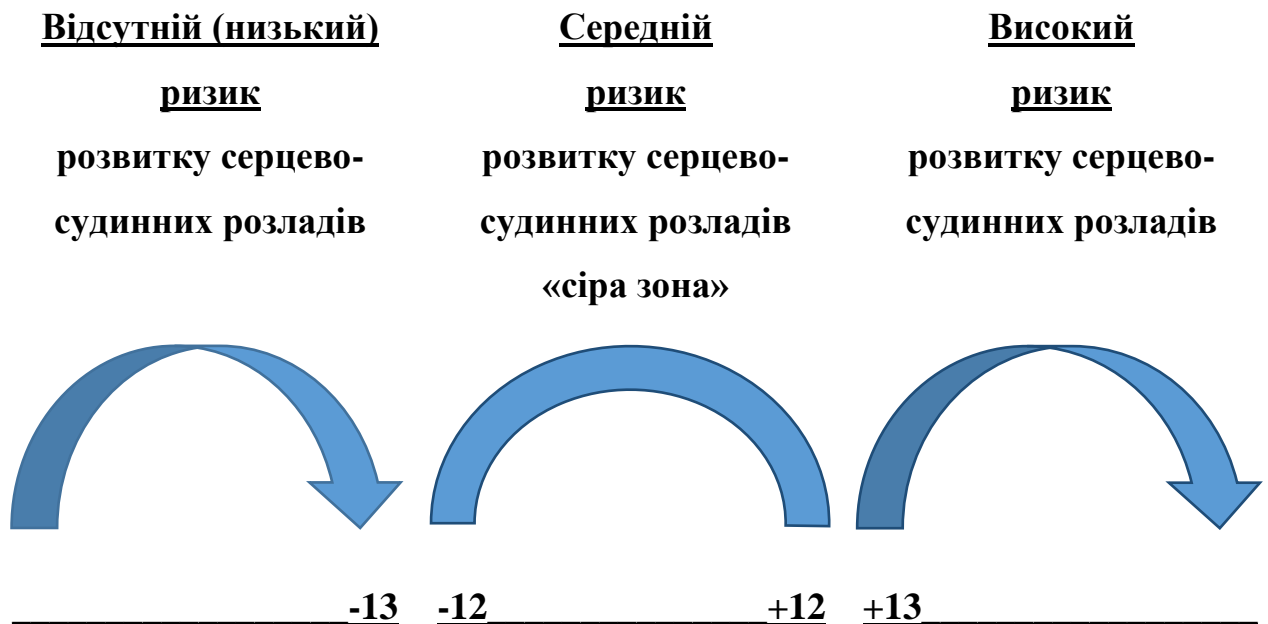 Відсутній (низький)
ризик
розвитку серцево-
судинних розладів
Середній
ризик
розвитку серцево-
судинних розладів
«сіра зона»
Високий
ризик
розвитку серцево-
судинних розладів
-13
-12 +12
+13